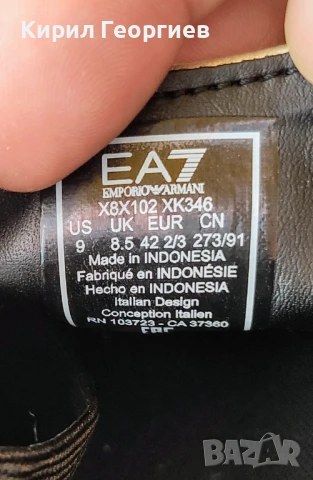 Кирил Георгиев
EA7
EMPORIO ARMANI
X8X102 XK346
US UK EUR CN
9 8.5 42 2/3 273/91
Made in INDONESIA
Fabriqué en INDONÉSIE
Hecho en INDONESIA
Italian Design
Conception Italien
RN 103723 - CA 37360
BAZAR